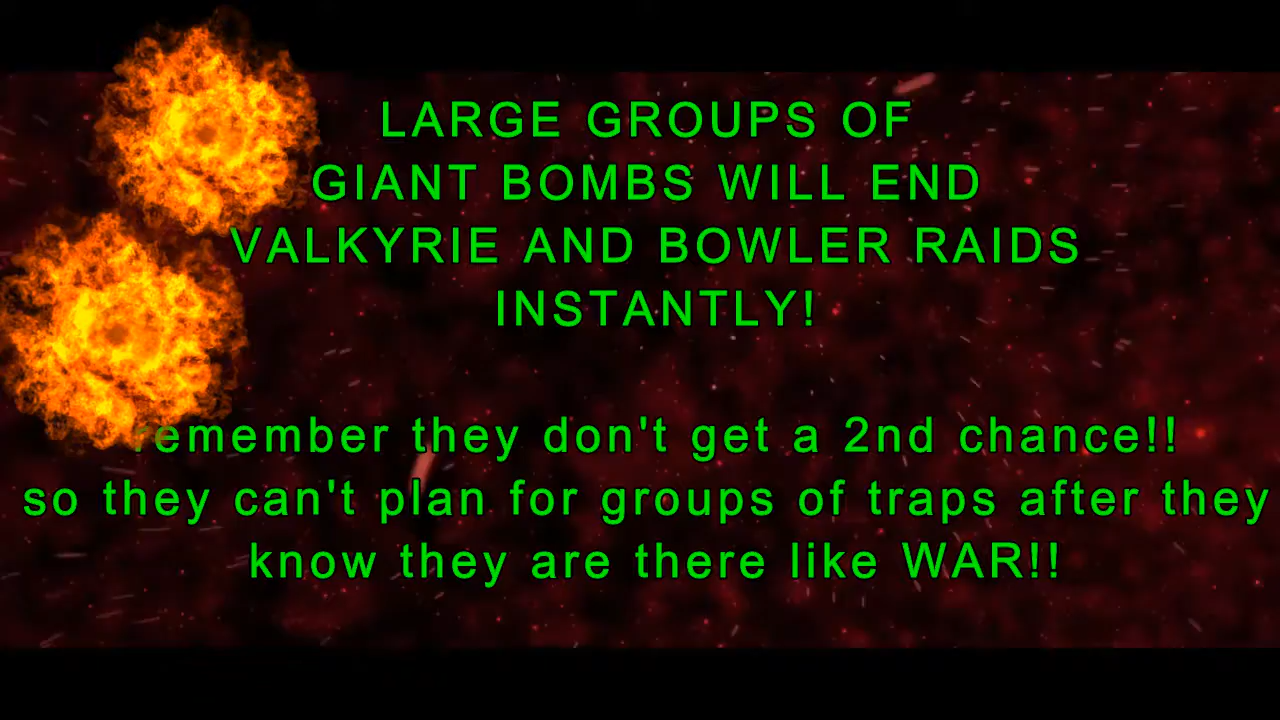 LARGE GROUPS OF
GIANT BOMBS WILL END
VALKYRIE AND BOWLER RAIDS
INSTANTLY!
remember they don't get a 2nd chance!!
so they can't plan for groups of traps after they
know they are there like WAR!!